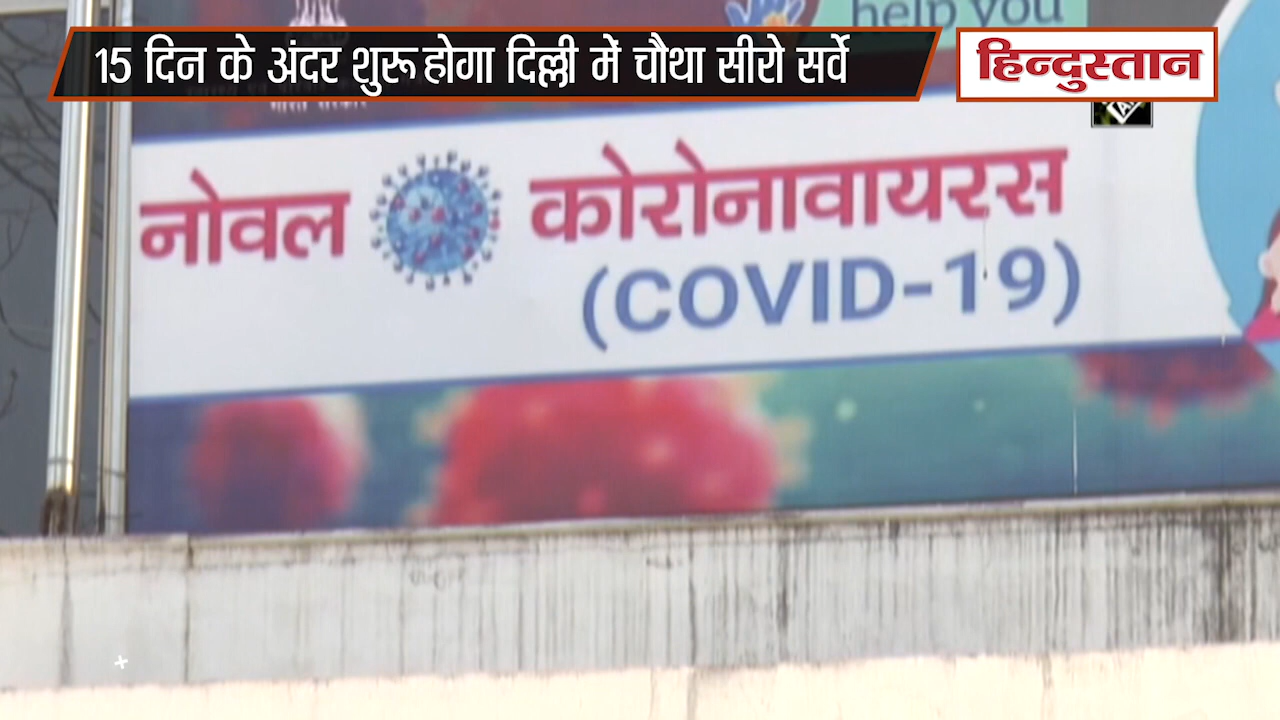 15 दिन के अंदर शुरू होगा दिल्ली में चौथा सीरो सर्वे
हिन्दुस्तान
help you
नोवल कोरोनावायरस
(COVID-19)